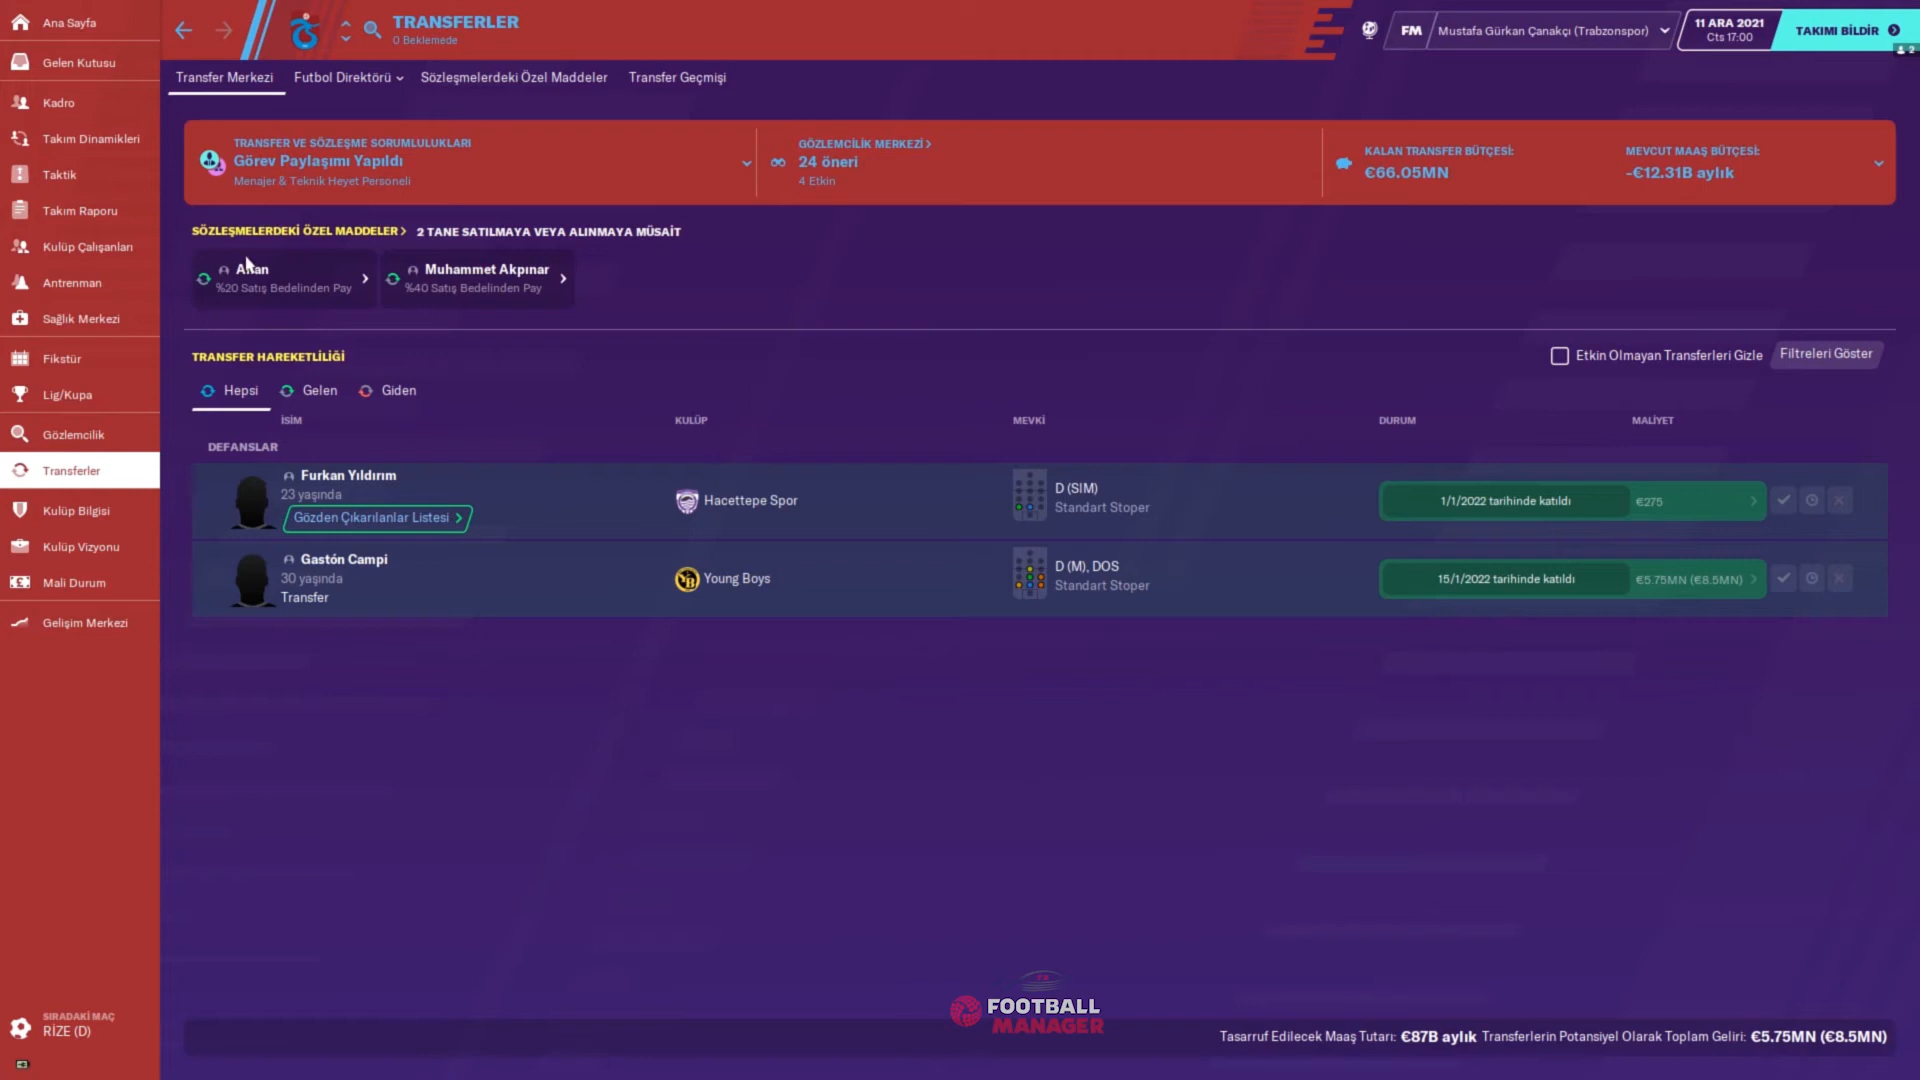 Ana Sayfa
Gelen Kutusu
Kadro
Takım Dinamikleri
Taktik
Takım Raporu
Kulüp Çalışanları
Antrenman
Sağlık Merkezi
Fikstür
Lig/Kupa
Gözlemcilik
Transferler
Kulüp Bilgisi
Kulüp Vizyonu
Mali Durum
Gelişim Merkezi
SIRADAKİ MAÇ
RİZE (D)
TRANSFERLER
0 Beklemede
FM
Mustafa Gürkan Çanakçı (Trabzonspor)
11 ARA 2021
Cts 17:00
TAKIMI BİLDİR
2
Transfer Merkezi
Futbol Direktörü
Sözleşmelerdeki Özel Maddeler
Transfer Geçmişi
TRANSFER VE SÖZLEŞME SORUMLULUKLARI
Görev Paylaşımı Yapıldı
Menajer & Teknik Heyet Personeli
GÖZLEMCİLİK MERKEZİ >
24 öneri
4 Etkin
KALAN TRANSFER BÜTÇESİ:
€66.05MN
MEVCUT MAAŞ BÜTÇESİ:
-€12.31B aylık
SÖZLEŞMELERDEKİ ÖZEL MADDELER > 2 TANE SATILMAYA VEYA ALINMAYA MÜSAİT
%20 Satış Bedelinden Pay
Muhammet Akpınar
%40 Satış Bedelinden Pay
TRANSFER HAREKETLİLİĞİ
Etkin Olmayan Transferleri Gizle
Filtreleri Göster
Hepsi
Gelen
Giden
İSİM
KULÜP
MEVKİ
DURUM
MALİYET
DEFANSLAR
Furkan Yıldırım
23 yaşında
Gözden Çıkarılanlar Listesi >
Hacettepe Spor
D (SIM)
Standart Stoper
1/1/2022 tarihinde katıldı
€275
Gastón Campi
30 yaşında
Transfer
Young Boys
D (M), DOS
Standart Stoper
15/1/2022 tarihinde katıldı
€5.75MN (€8.5MN)
FOOTBALL
MANAGER
Tasarruf Edilecek Maaş Tutarı: €87B aylık Transferlerin Potansiyel Olarak Toplam Geliri: €5.75MN (€8.5MN)